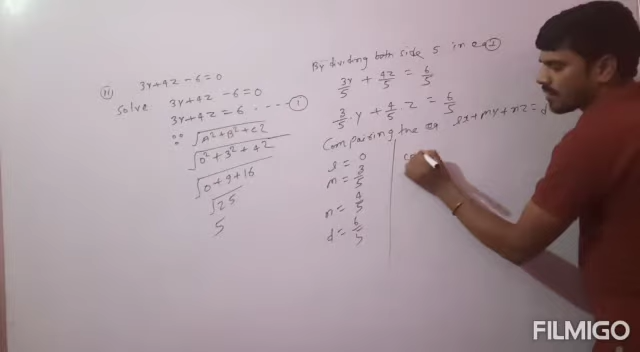 ii) 3y+4z-6=0
Solve 3y+4z-6=0
3y+4z=6 ---- ①
∵ √A²+B²+C2
√0²+3²+42
√0+9+16
√25
5
By dividing both side 5 in eq ①
3y/5 + 4z/5 = 6/5
3/5 . y + 4/5 z = 6/5
Comparing the eq lx+my+nz=d
l = 0
m = 3/5
n = 4/5
d = 6/5
co
FILMIGO